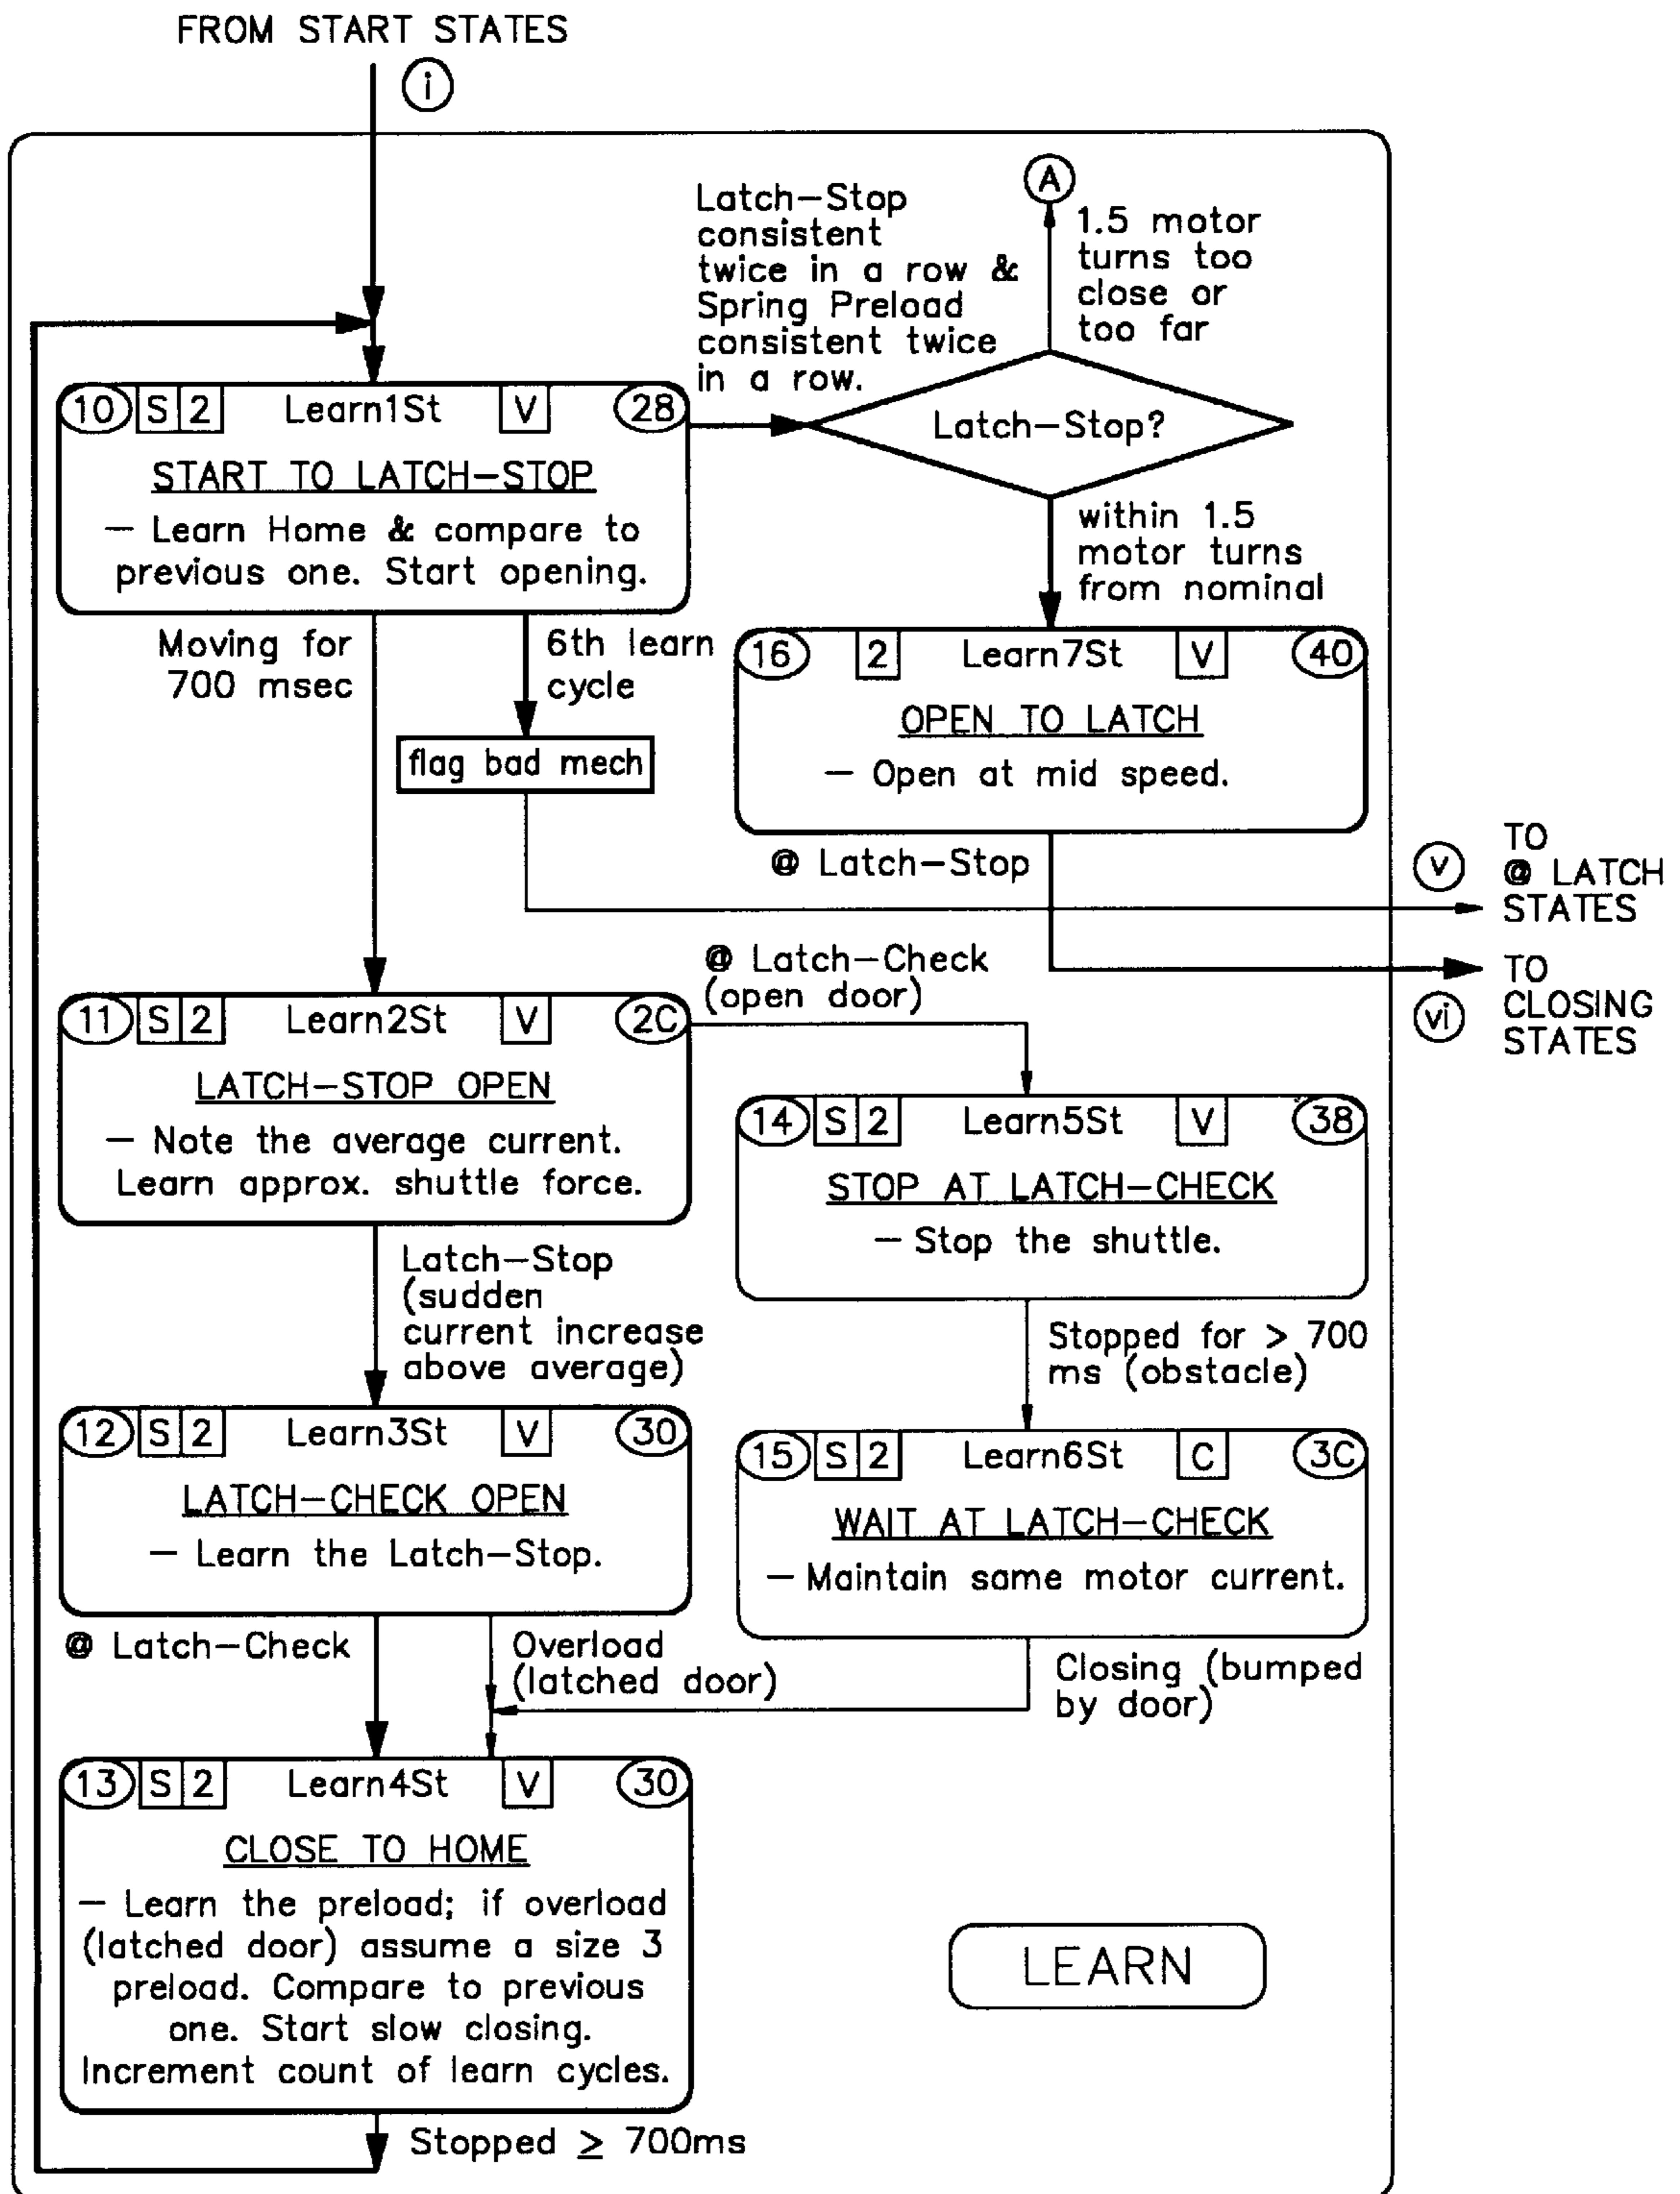 FROM START STATES
i
Latch-Stop
consistent
twice in a row &
Spring Preload
consistent twice
in a row.
A
1.5 motor
turns too
close or
too far
10 S 2 Learn1St V 28
START TO LATCH-STOP
- Learn Home & compare to
previous one. Start opening.
Latch-Stop?
within 1.5
motor turns
from nominal
Moving for
700 msec
6th learn
cycle
flag bad mech
16 2 Learn7St V 40
OPEN TO LATCH
- Open at mid speed.
@ Latch-Stop
v
TO
@ LATCH
STATES
vi
TO
CLOSING
STATES
@ Latch-Check
(open door)
11 S 2 Learn2St V 2C
LATCH-STOP OPEN
- Note the average current.
Learn approx. shuttle force.
14 S 2 Learn5St V 38
STOP AT LATCH-CHECK
- Stop the shuttle.
Latch-Stop
(sudden
current increase
above average)
Stopped for > 700
ms (obstacle)
12 S 2 Learn3St V 30
LATCH-CHECK OPEN
- Learn the Latch-Stop.
15 S 2 Learn6St C 3C
WAIT AT LATCH-CHECK
- Maintain same motor current.
@ Latch-Check
Overload
(latched door)
Closing (bumped
by door)
13 S 2 Learn4St V 30
CLOSE TO HOME
- Learn the preload; if overload
(latched door) assume a size 3
preload. Compare to previous
one. Start slow closing.
Increment count of learn cycles.
LEARN
Stopped ≥ 700ms